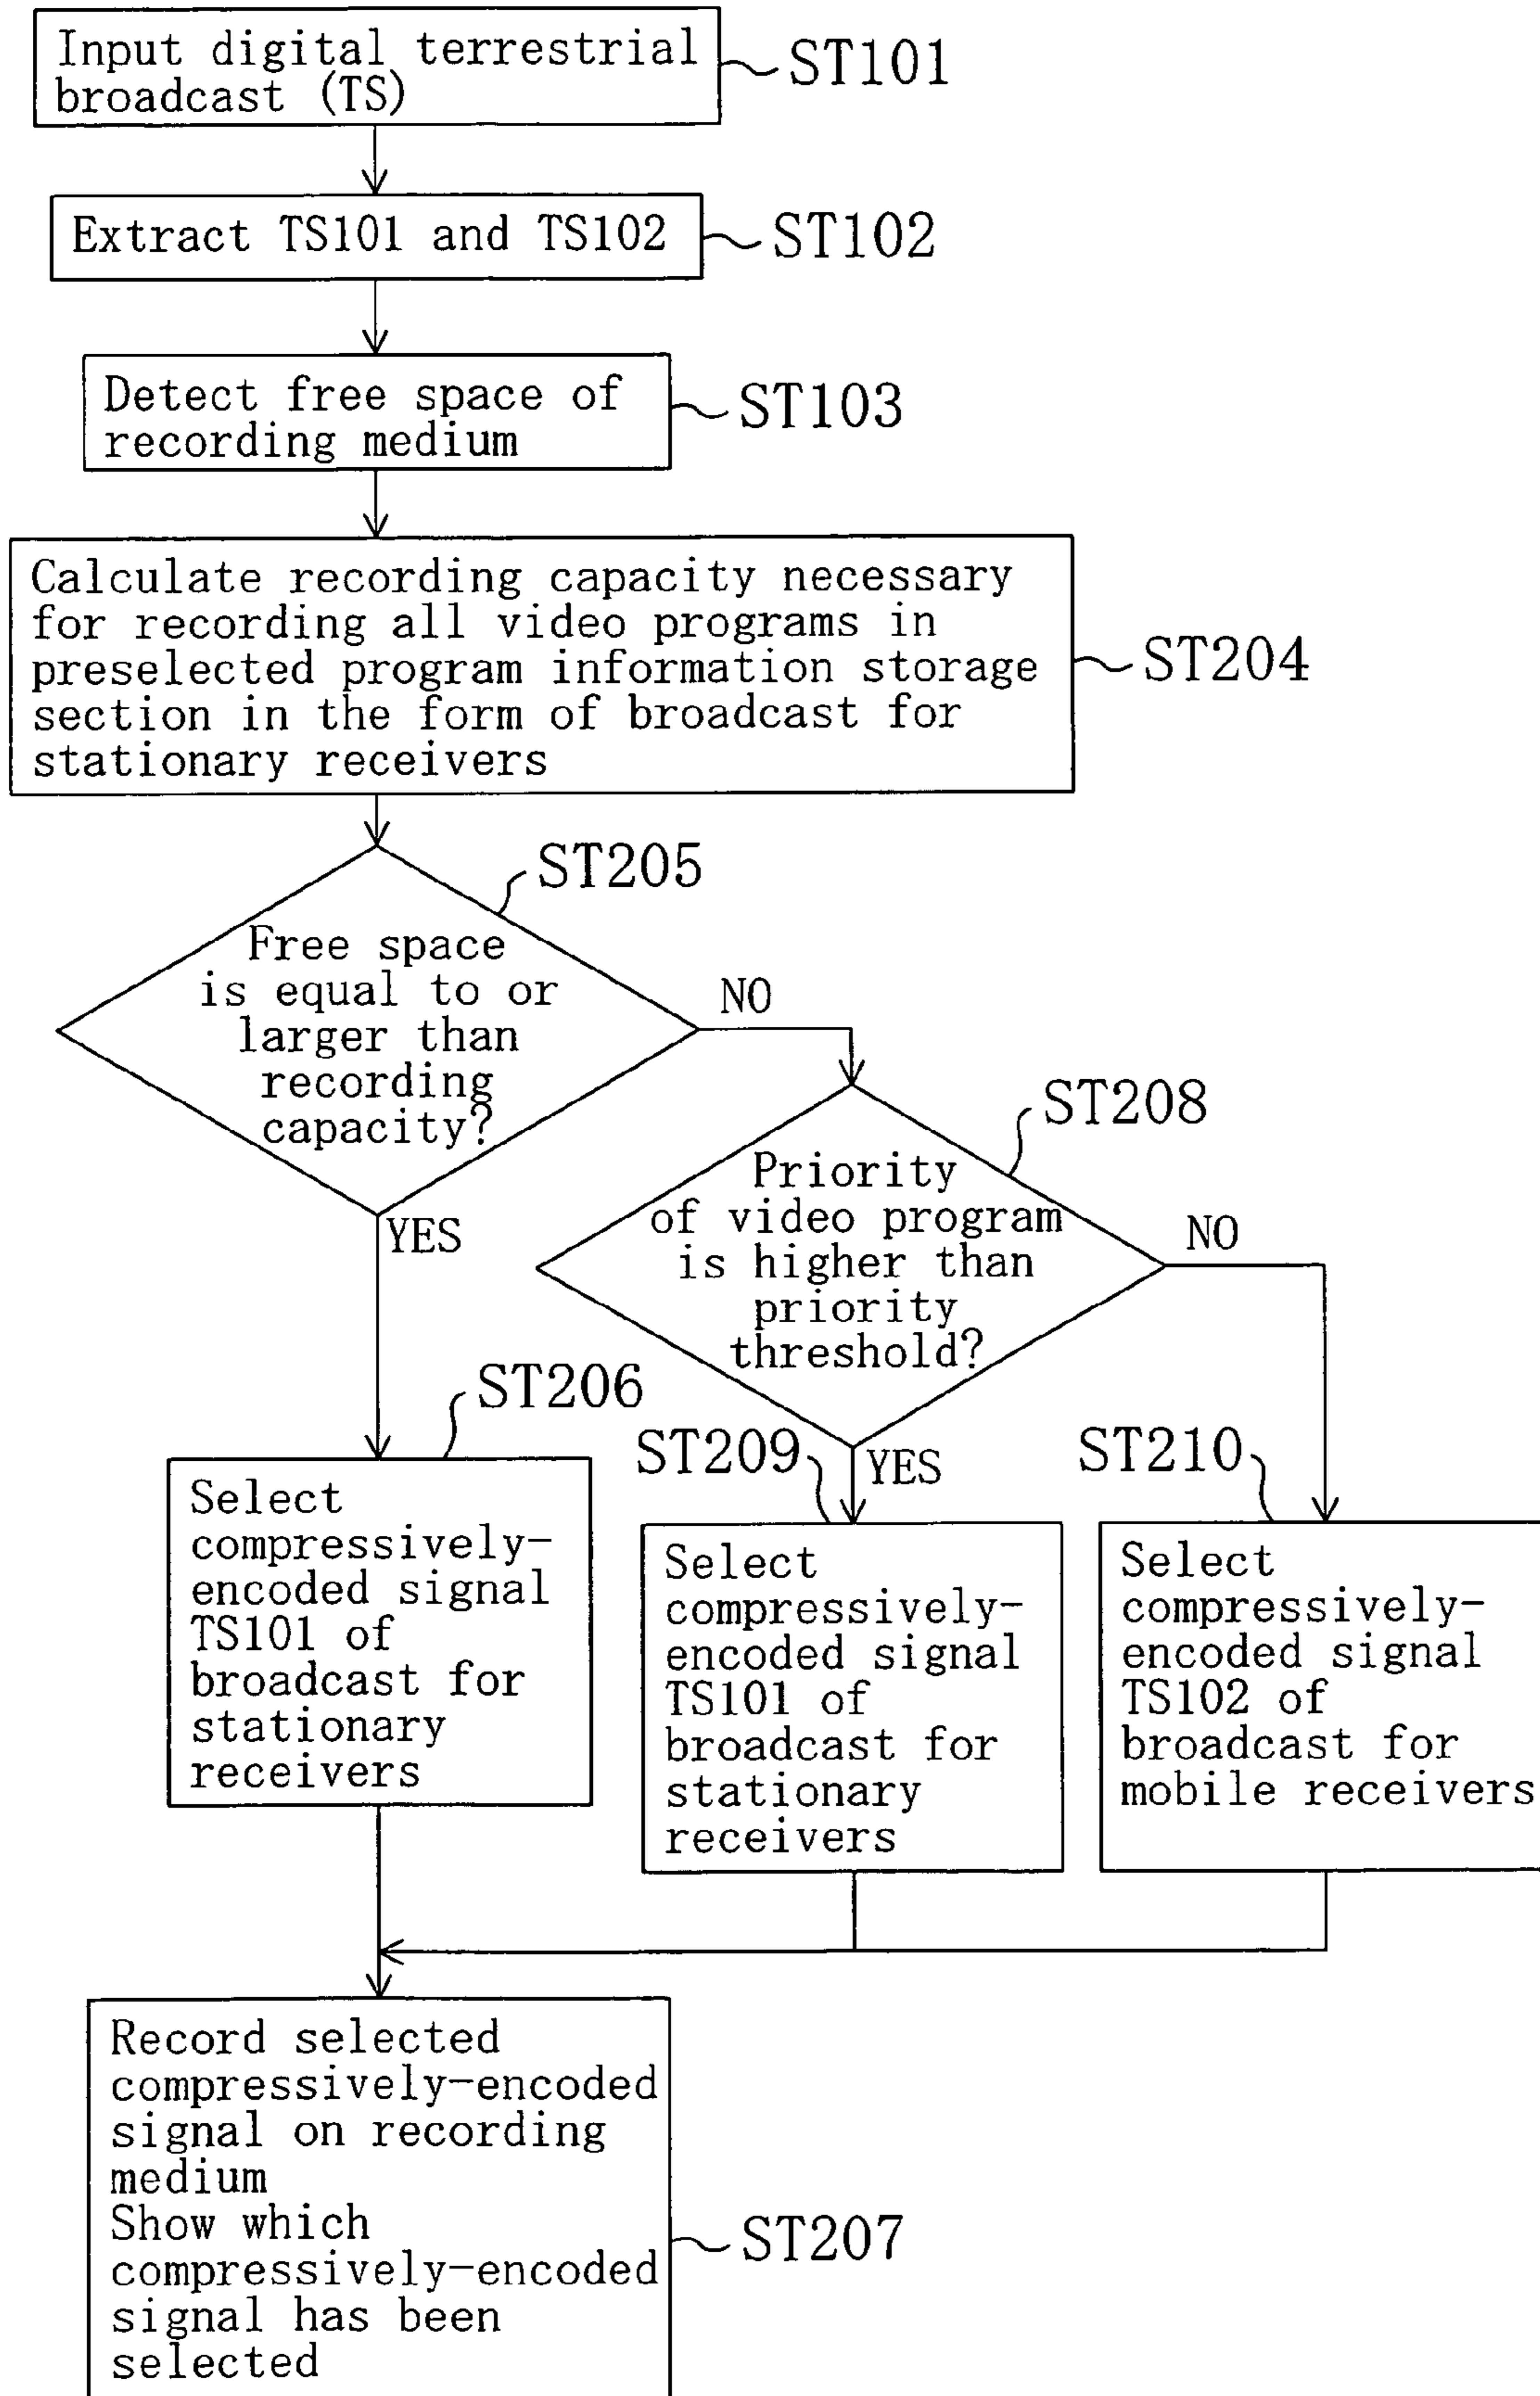 Input digital terrestrial
broadcast (TS)
ST101
Extract TS101 and TS102
ST102
Detect free space of
recording medium
ST103
Calculate recording capacity necessary
for recording all video programs in
preselected program information storage
section in the form of broadcast for
stationary receivers
ST204
ST205
Free space
is equal to or
larger than
recording
capacity?
NO
YES
ST208
Priority
of video program
is higher than
priority
threshold?
NO
YES
ST206
Select
compressively-
encoded signal
TS101 of
broadcast for
stationary
receivers
ST209
Select
compressively-
encoded signal
TS101 of
broadcast for
stationary
receivers
ST210
Select
compressively-
encoded signal
TS102 of
broadcast for
mobile receivers
Record selected
compressively-encoded
signal on recording
medium
Show which
compressively-encoded
signal has been
selected
ST207